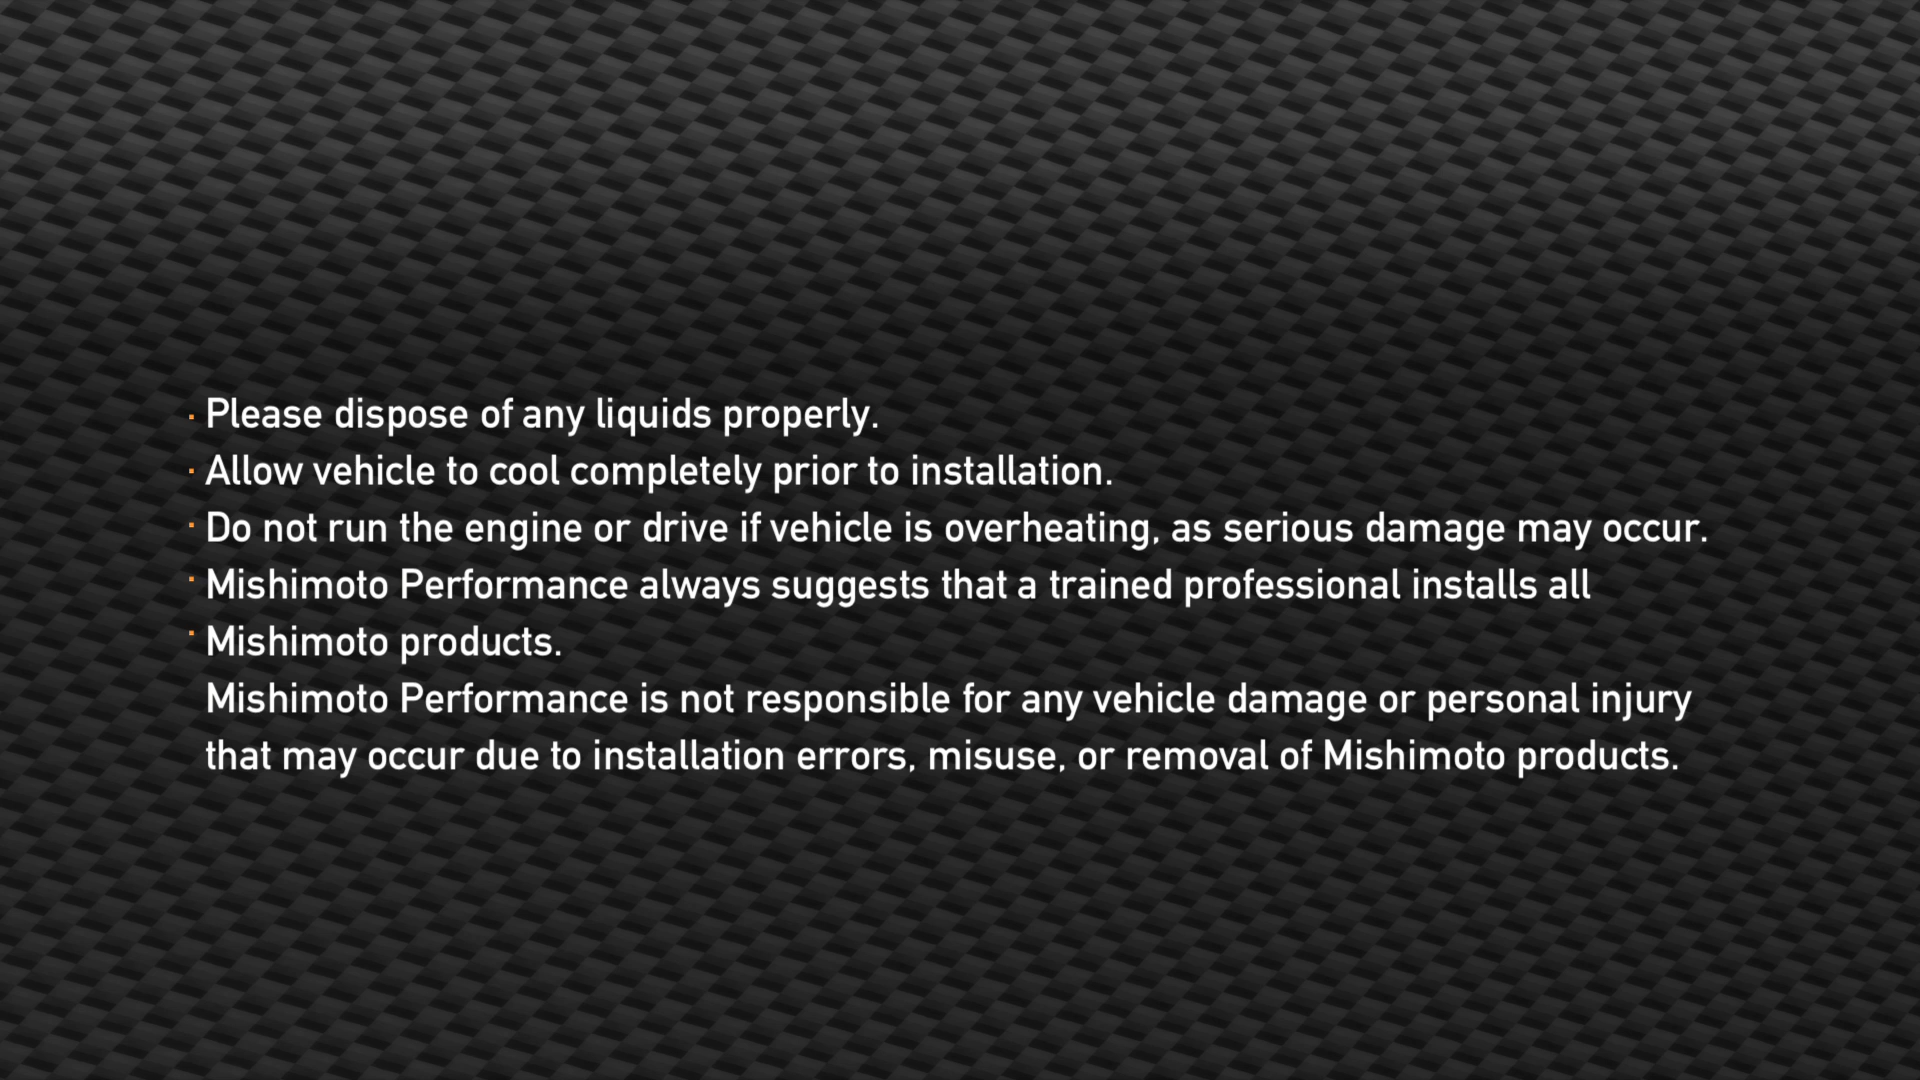 · Please dispose of any liquids properly.
· Allow vehicle to cool completely prior to installation.
· Do not run the engine or drive if vehicle is overheating, as serious damage may occur.
· Mishimoto Performance always suggests that a trained professional installs all
· Mishimoto products.
Mishimoto Performance is not responsible for any vehicle damage or personal injury
that may occur due to installation errors, misuse, or removal of Mishimoto products.